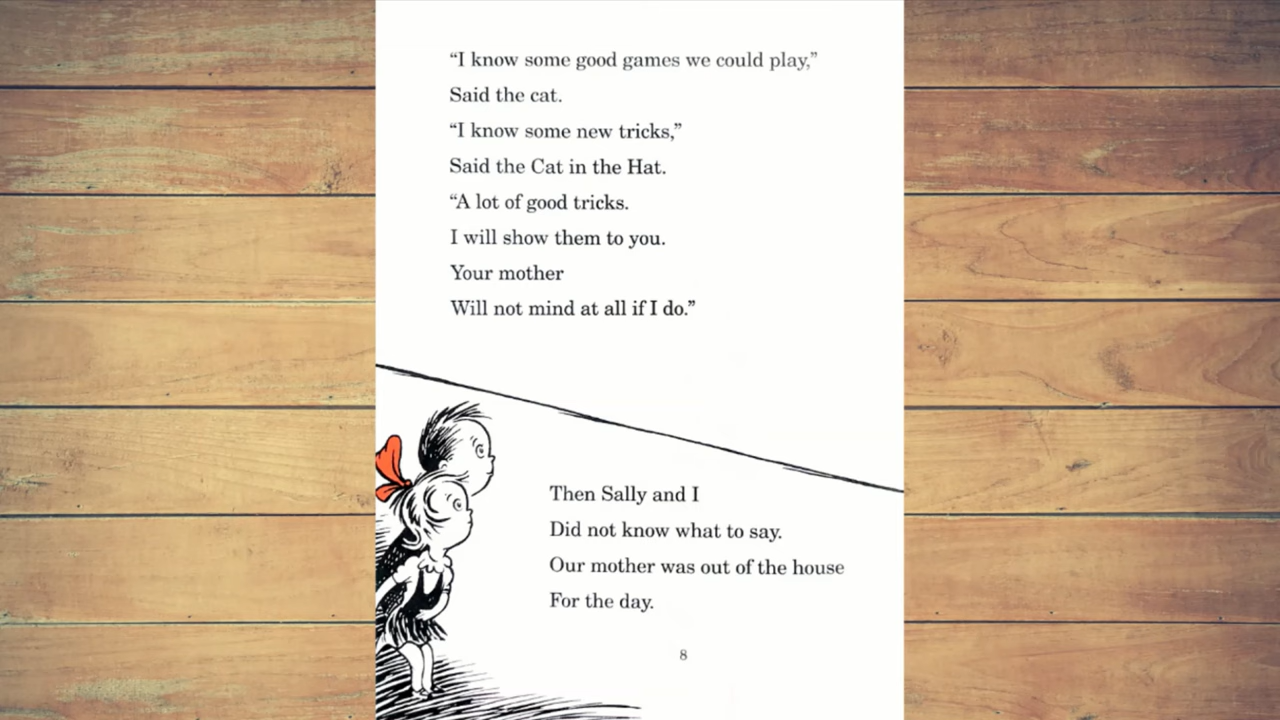 “I know some good games we could play,”
Said the cat.
“I know some new tricks,”
Said the Cat in the Hat.
“A lot of good tricks.
I will show them to you.
Your mother
Will not mind at all if I do.”
Then Sally and I
Did not know what to say.
Our mother was out of the house
For the day.
8